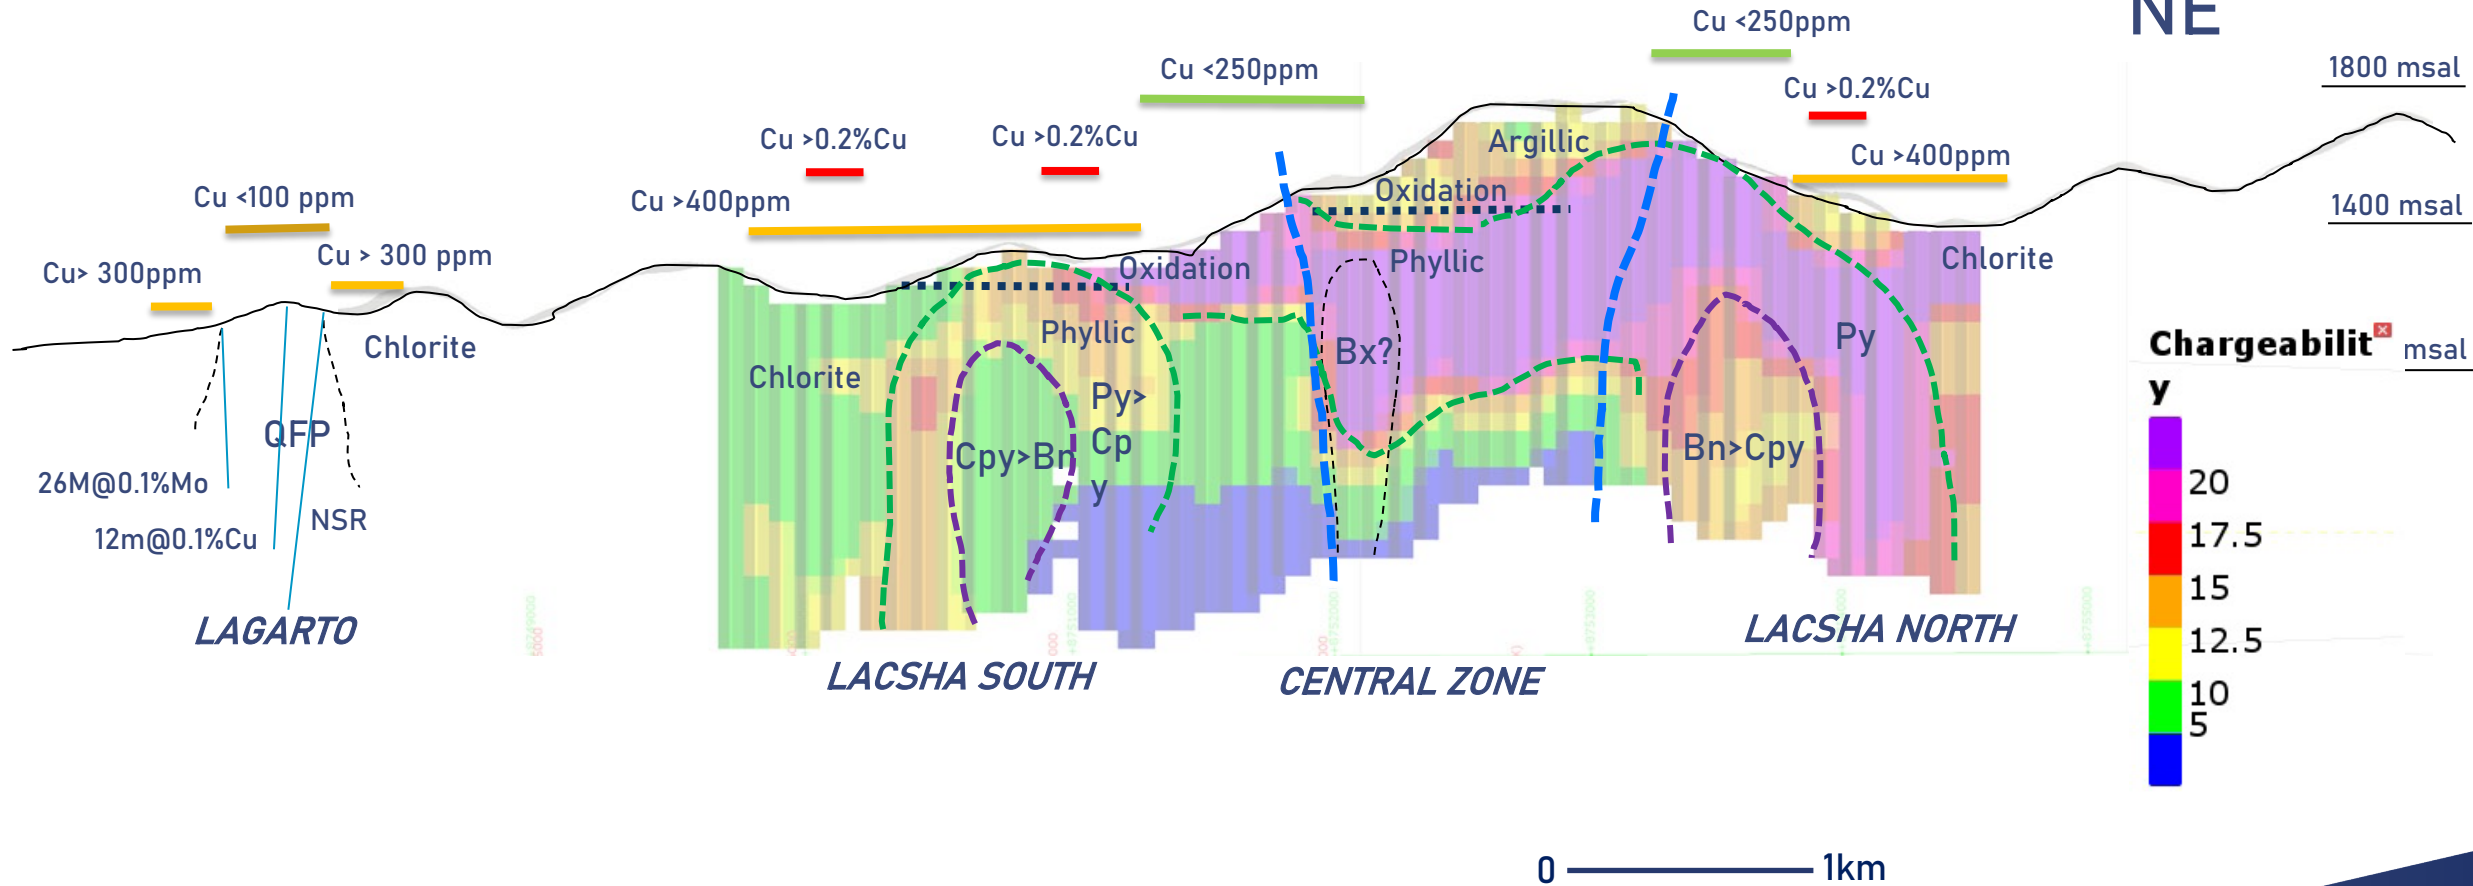 NE
Cu <250ppm
Cu <250ppm
1800 msal
Cu >0.2%Cu
Cu >0.2%Cu
Cu >0.2%Cu
Argillic
Cu >400ppm
Cu <100 ppm
Cu >400ppm
Oxidation
1400 msal
Cu > 300 ppm
Cu> 300ppm
Oxidation
Phyllic
Chlorite
Chlorite
Phyllic
Bx?
Py
Chargeabilit
y
msal
Chlorite
Py>
Cp
y
QFP
Cpy>Bn
Bn>Cpy
26M@0.1%Mo
NSR
12m@0.1%Cu
20
17.5
15
12.5
10
5
LAGARTO
LACSHA NORTH
LACSHA SOUTH
CENTRAL ZONE
0
1km